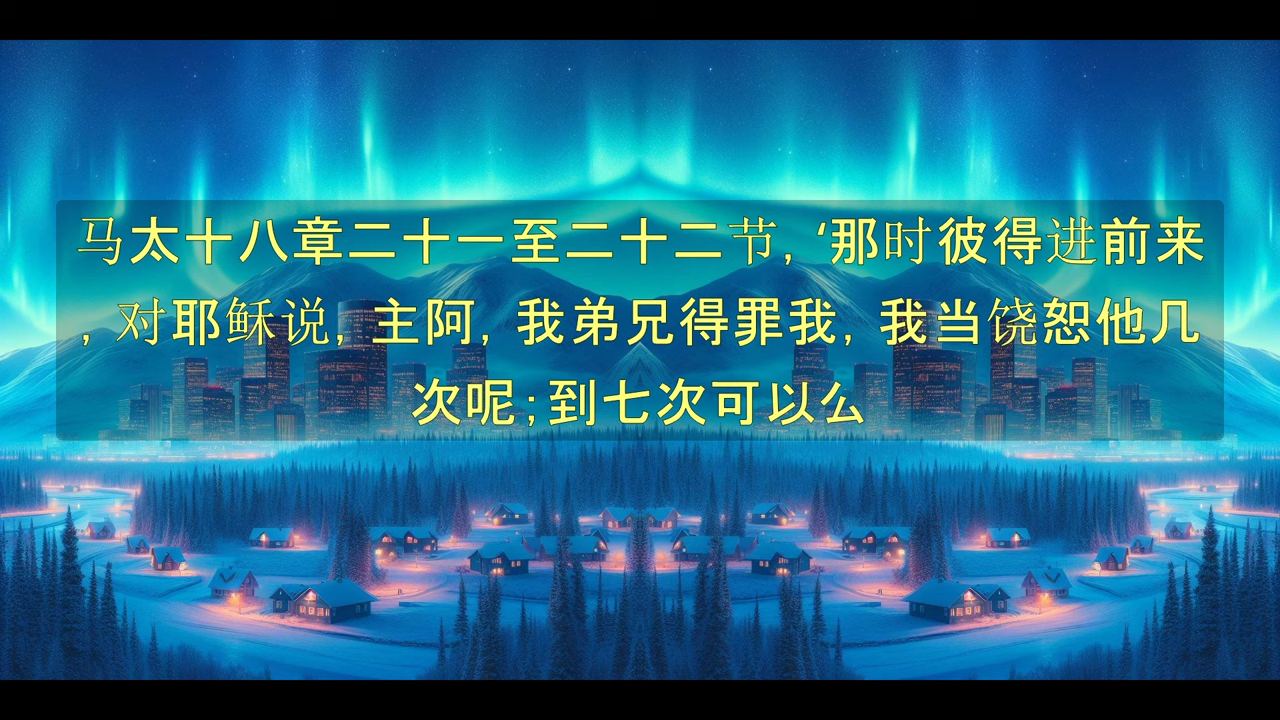 马太十八章二十一至二十二节,‘那时彼得进前来
,对耶稣说,主阿,我弟兄得罪我,我当饶恕他几
次呢;到七次可以么